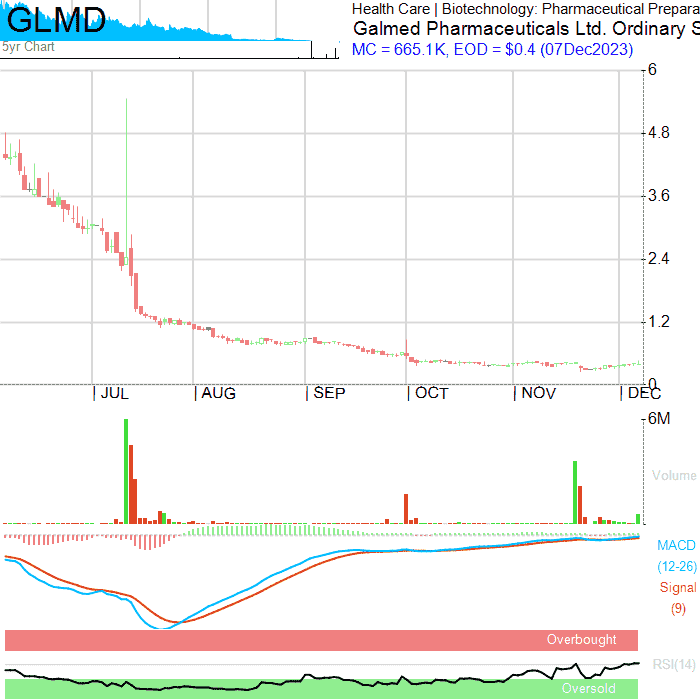 GLMD
5yr Chart
Health Care | Biotechnology: Pharmaceutical Prepara
Galmed Pharmaceuticals Ltd. Ordinary S
MC = 665.1K, EOD = $0.4 (07Dec2023)
6
4.8
3.6
2.4
1.2
0
JUL AUG SEP OCT NOV DEC
6M
Volume
MACD
(12-26)
Signal
(9)
Overbought
RSI(14)
Oversold